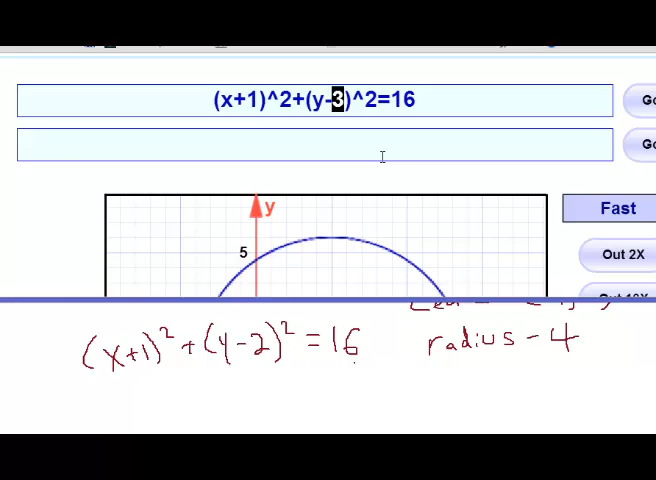 (x+1)^2+(y-3)^2=16
Go
Go
y
Fast
5
Out 2X
(x+1)² + (y-2)² = 16
radius - 4